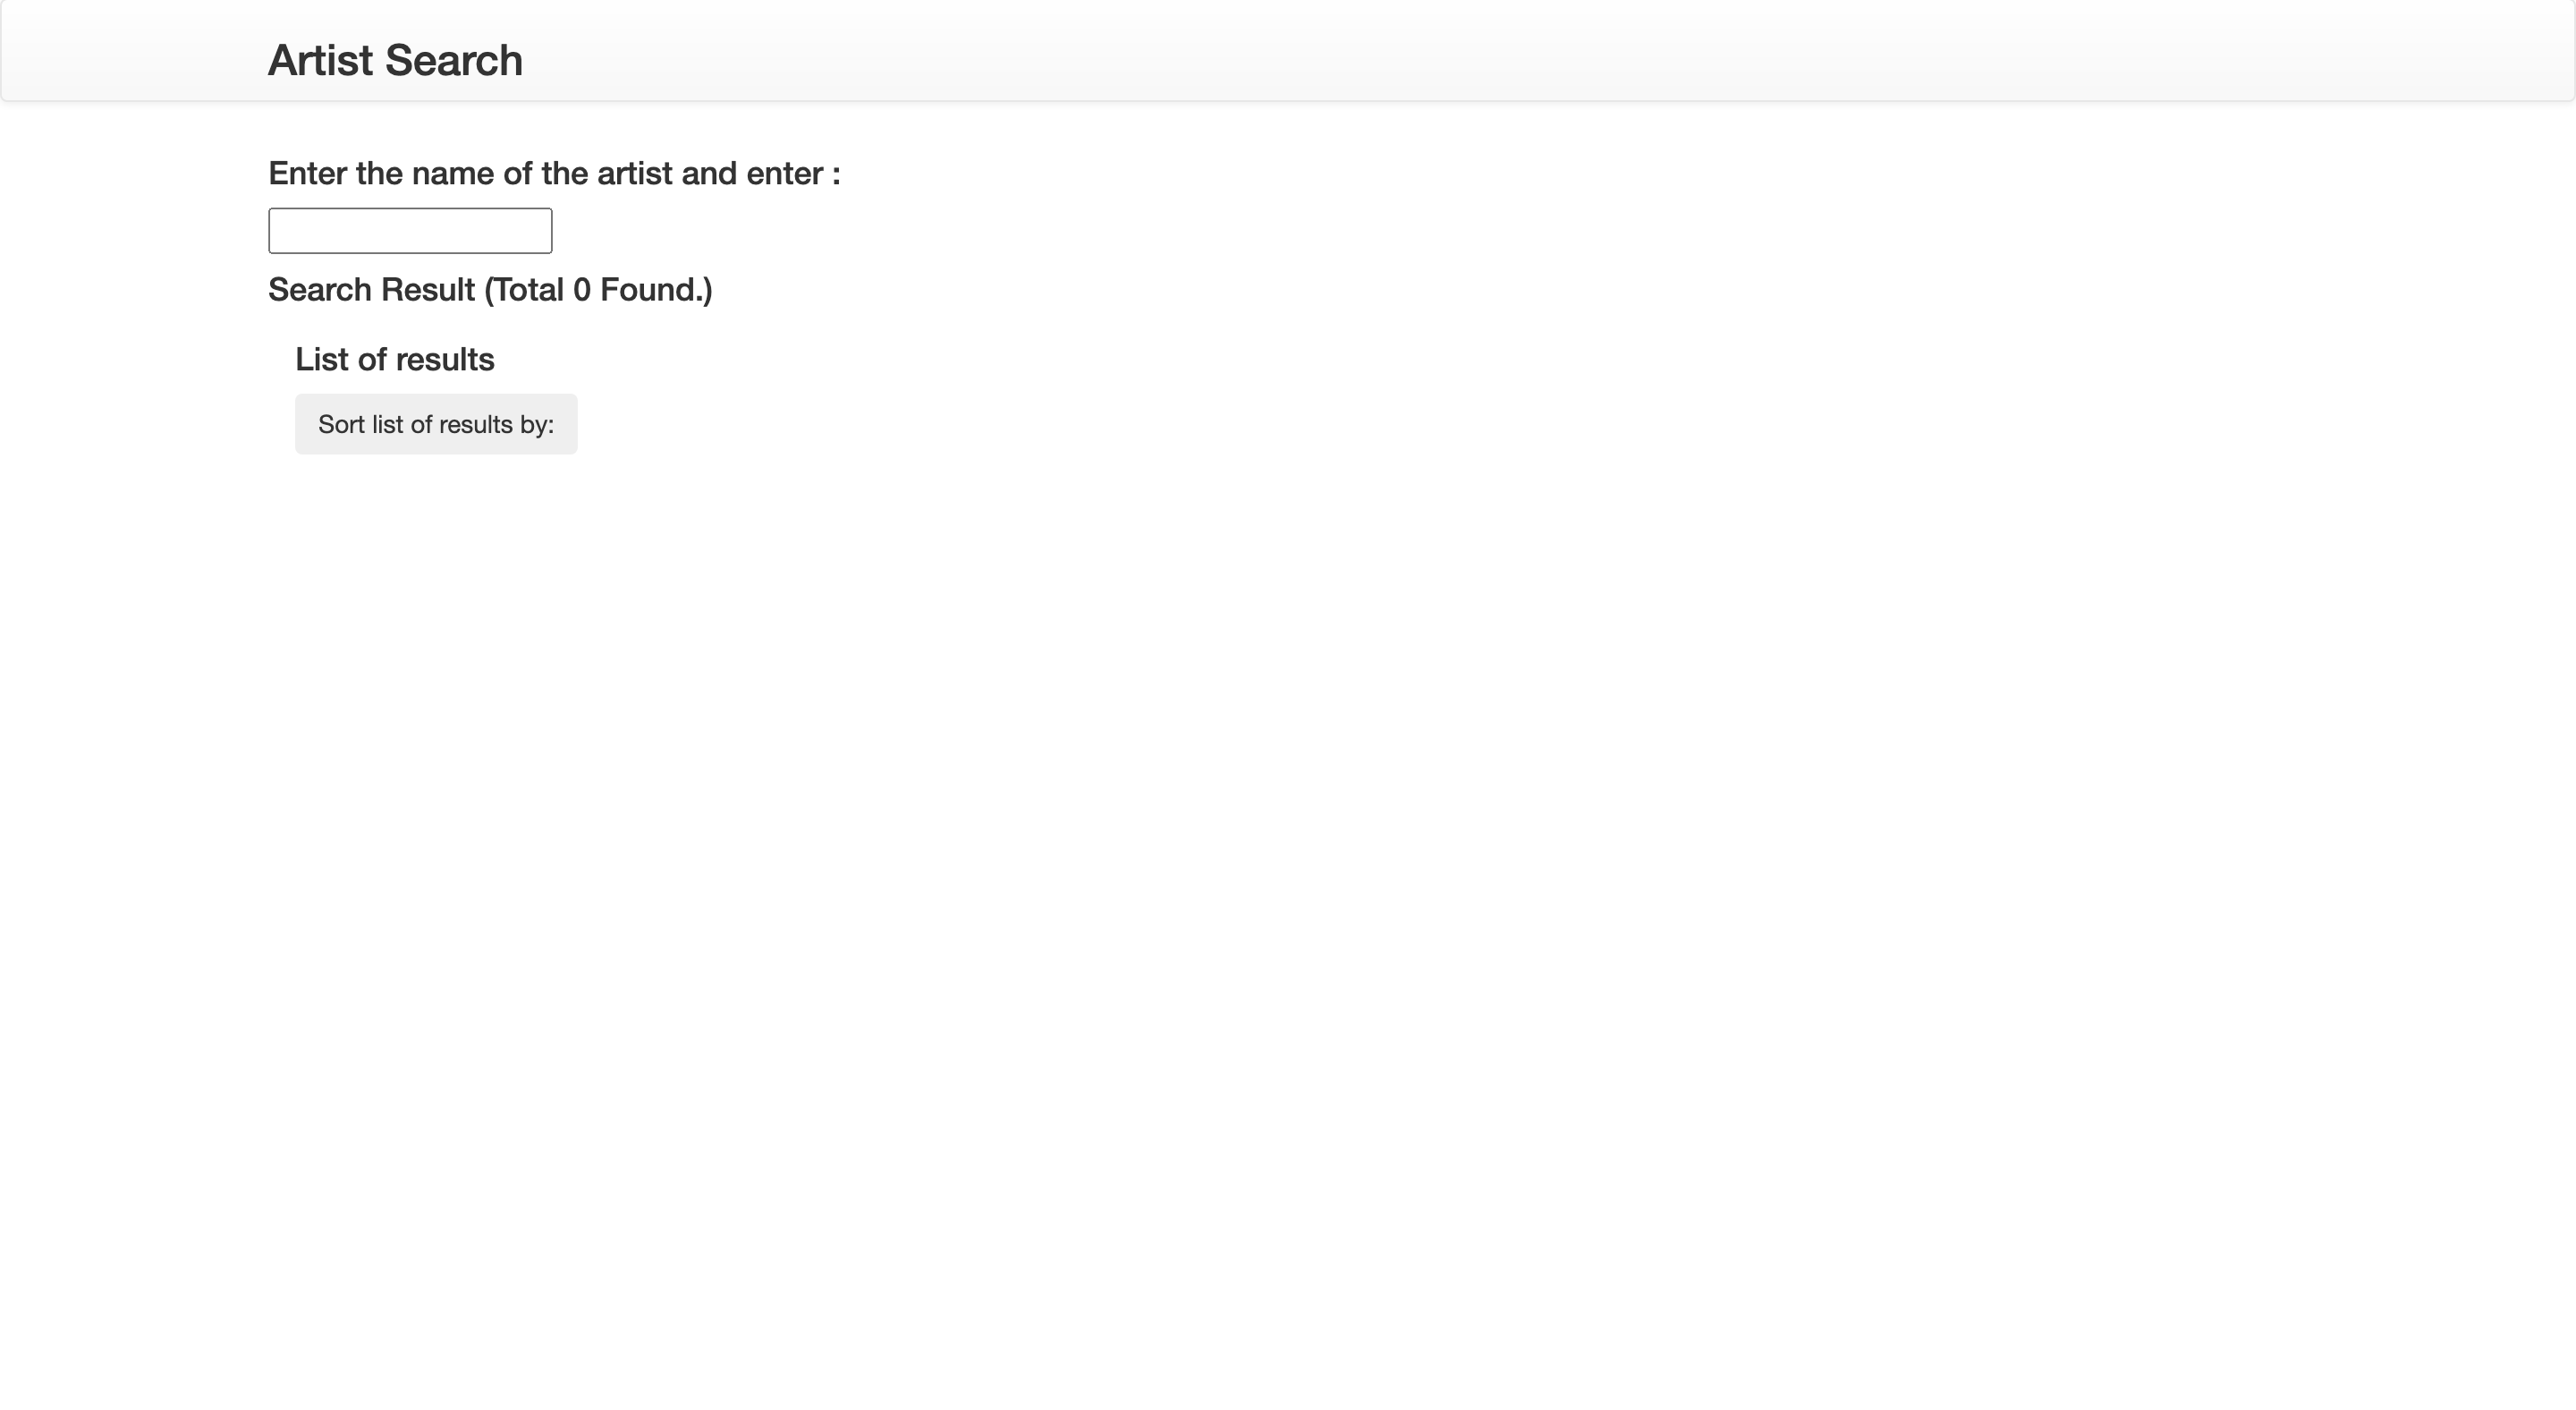 Artist Search
Enter the name of the artist and enter :
Search Result (Total 0 Found.)
List of results
Sort list of results by: